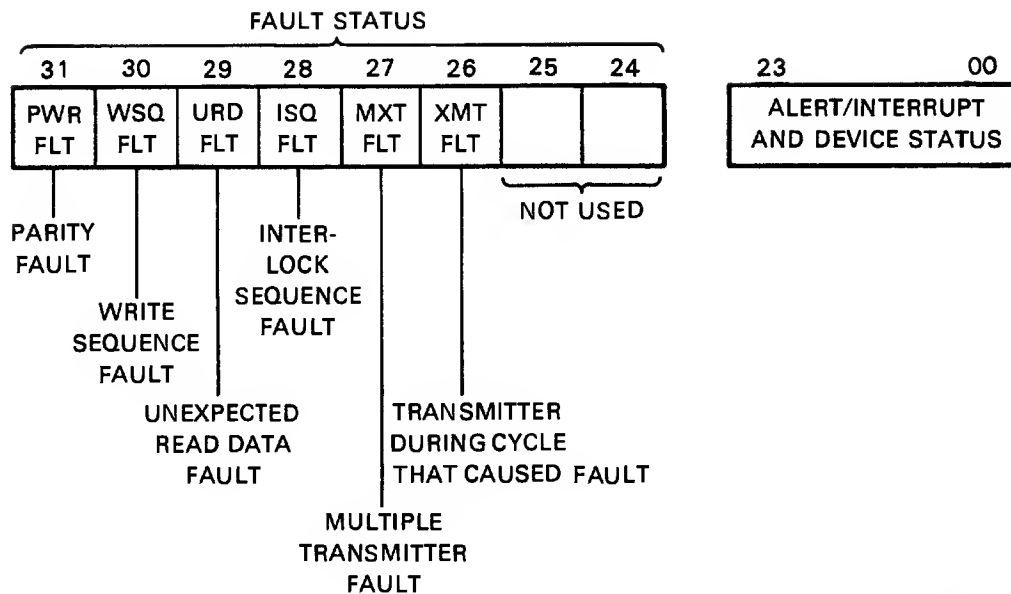 FAULT STATUS
31 30 29 28 27 26 25 24 23 00
PWR FLT
WSQ FLT
URD FLT
ISQ FLT
MXT FLT
XMT FLT
ALERT/INTERRUPT
AND DEVICE STATUS
NOT USED
PARITY
FAULT
INTER-
LOCK
SEQUENCE
FAULT
WRITE
SEQUENCE
FAULT
UNEXPECTED
READ DATA
FAULT
TRANSMITTER
DURING CYCLE
THAT CAUSED FAULT
MULTIPLE
TRANSMITTER
FAULT